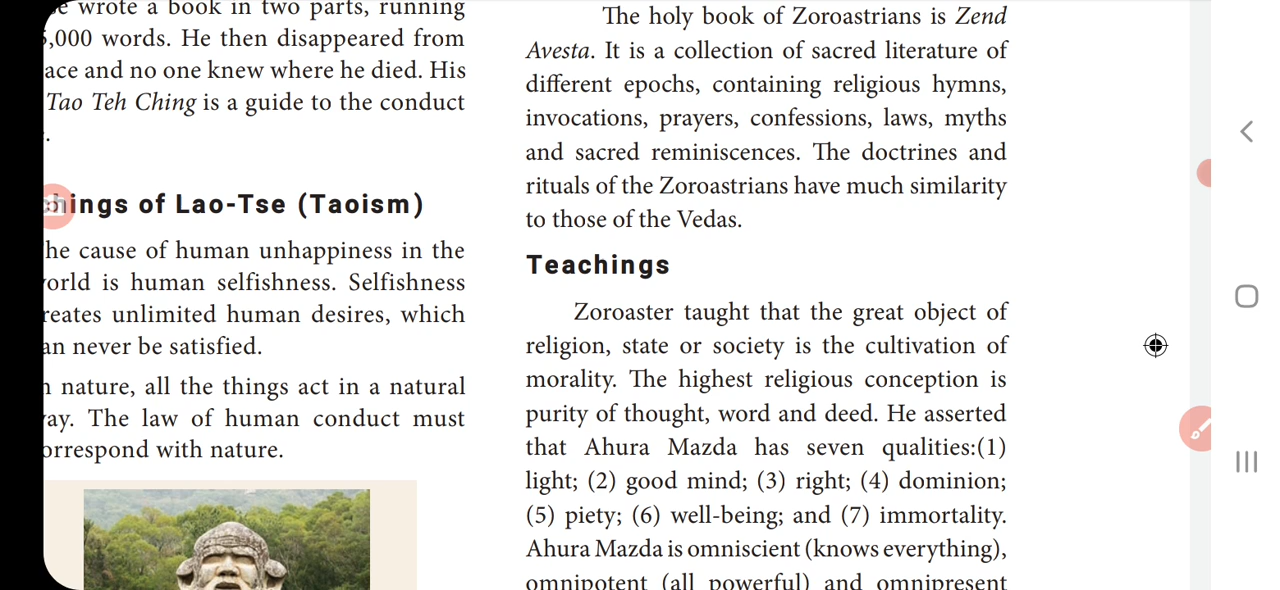 wrote a book in two parts, running
5,000 words. He then disappeared from
ace and no one knew where he died. His
Tao Teh Ching is a guide to the conduct
things of Lao-Tse (Taoism)
he cause of human unhappiness in the
orld is human selfishness. Selfishness
reates unlimited human desires, which
an never be satisfied.
n nature, all the things act in a natural
ay. The law of human conduct must
orrespond with nature.
The holy book of Zoroastrians is Zend
Avesta. It is a collection of sacred literature of
different epochs, containing religious hymns,
invocations, prayers, confessions, laws, myths
and sacred reminiscences. The doctrines and
rituals of the Zoroastrians have much similarity
to those of the Vedas.
Teachings
Zoroaster taught that the great object of
religion, state or society is the cultivation of
morality. The highest religious conception is
purity of thought, word and deed. He asserted
that Ahura Mazda has seven qualities:(1)
light; (2) good mind; (3) right; (4) dominion;
(5) piety; (6) well-being; and (7) immortality.
Ahura Mazda is omniscient (knows everything),
omnipotent (all powerful) and omnipresent